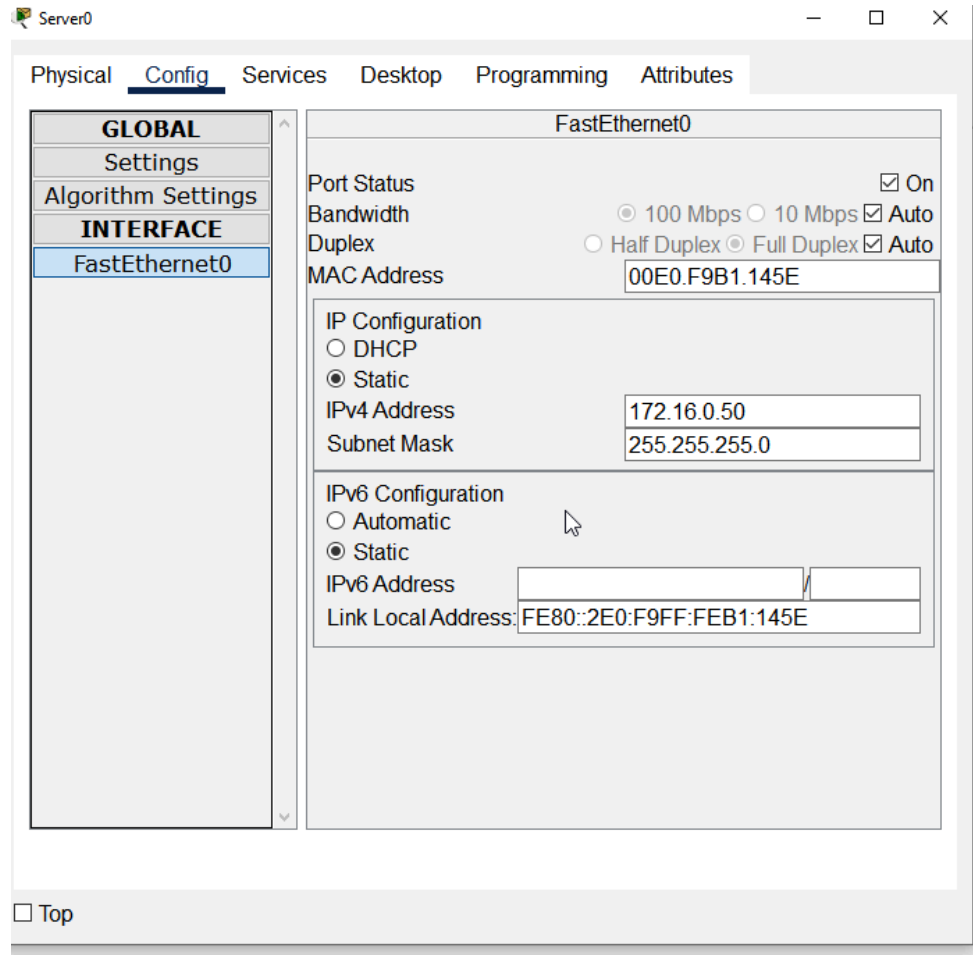 Server0
Physical Config Services Desktop Programming Attributes
GLOBAL
Settings
Algorithm Settings
INTERFACE
FastEthernet0
FastEthernet0
Port Status On
Bandwidth 100 Mbps 10 Mbps Auto
Duplex Half Duplex Full Duplex Auto
MAC Address 00E0.F9B1.145E
IP Configuration
DHCP
Static
IPv4 Address 172.16.0.50
Subnet Mask 255.255.255.0
IPv6 Configuration
Automatic
Static
IPv6 Address /
Link Local Address: FE80::2E0:F9FF:FEB1:145E
Top